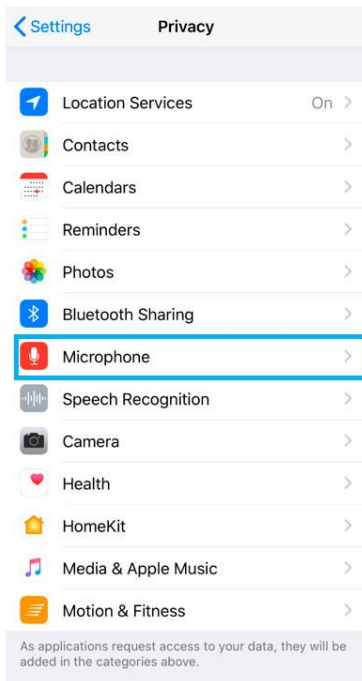 Settings Privacy
Location Services On
Contacts
Calendars
Reminders
Photos
Bluetooth Sharing
Microphone
Speech Recognition
Camera
Health
HomeKit
Media & Apple Music
Motion & Fitness
As applications request access to your data, they will be
added in the categories above.